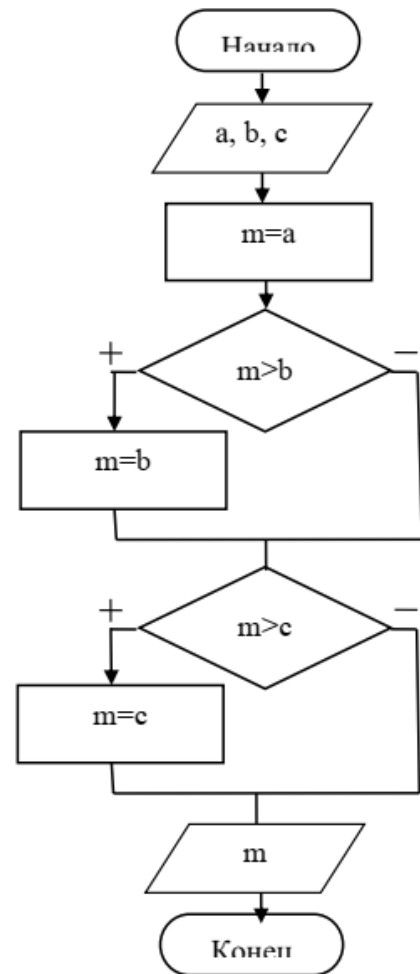 Начало
a, b, c
m=a
+ m>b −
m=b
+ m>c −
m=c
m
Конец